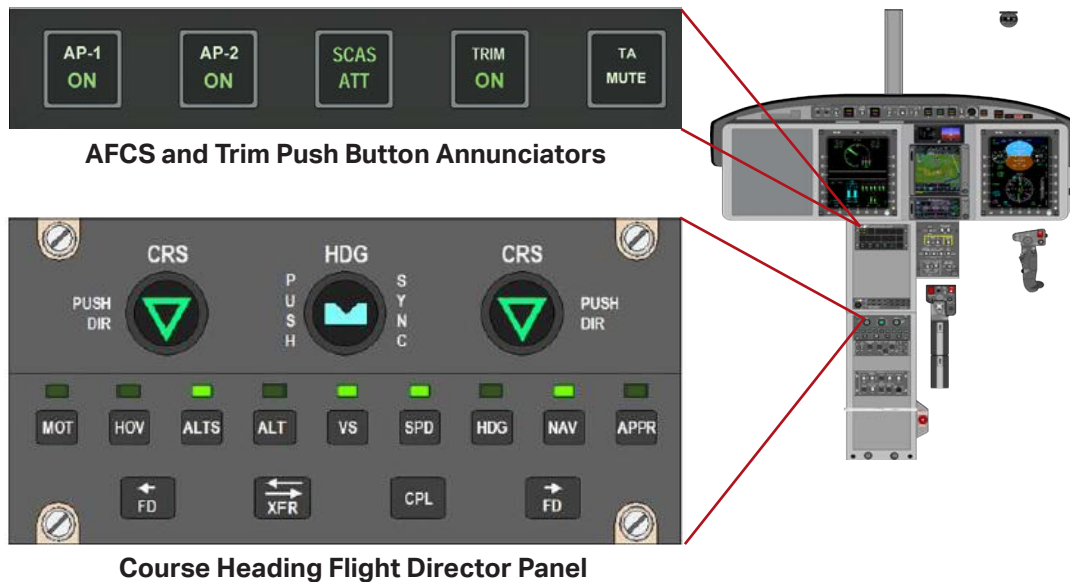 AP-1
ON
AP-2
ON
SCAS
ATT
TRIM
ON
TA
MUTE
AFCS and Trim Push Button Annunciators
CRS
HDG
CRS
PUSH
DIR
PUSH
SYNC
PUSH
DIR
MOT HOV ALTS ALT VS SPD HDG NAV APPR
FD
XFR
CPL
FD
Course Heading Flight Director Panel